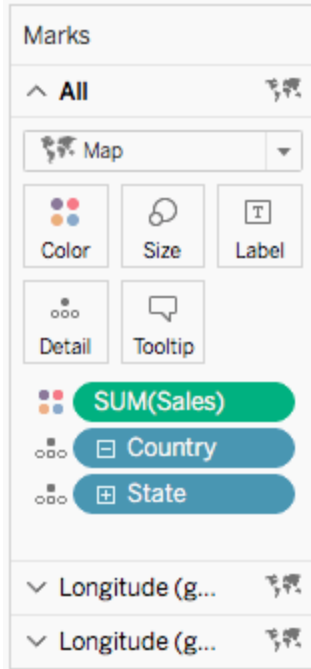 Marks
All
Map
Color Size Label
T
Detail Tooltip
SUM(Sales)
Country
State
Longitude (g...
Longitude (g...